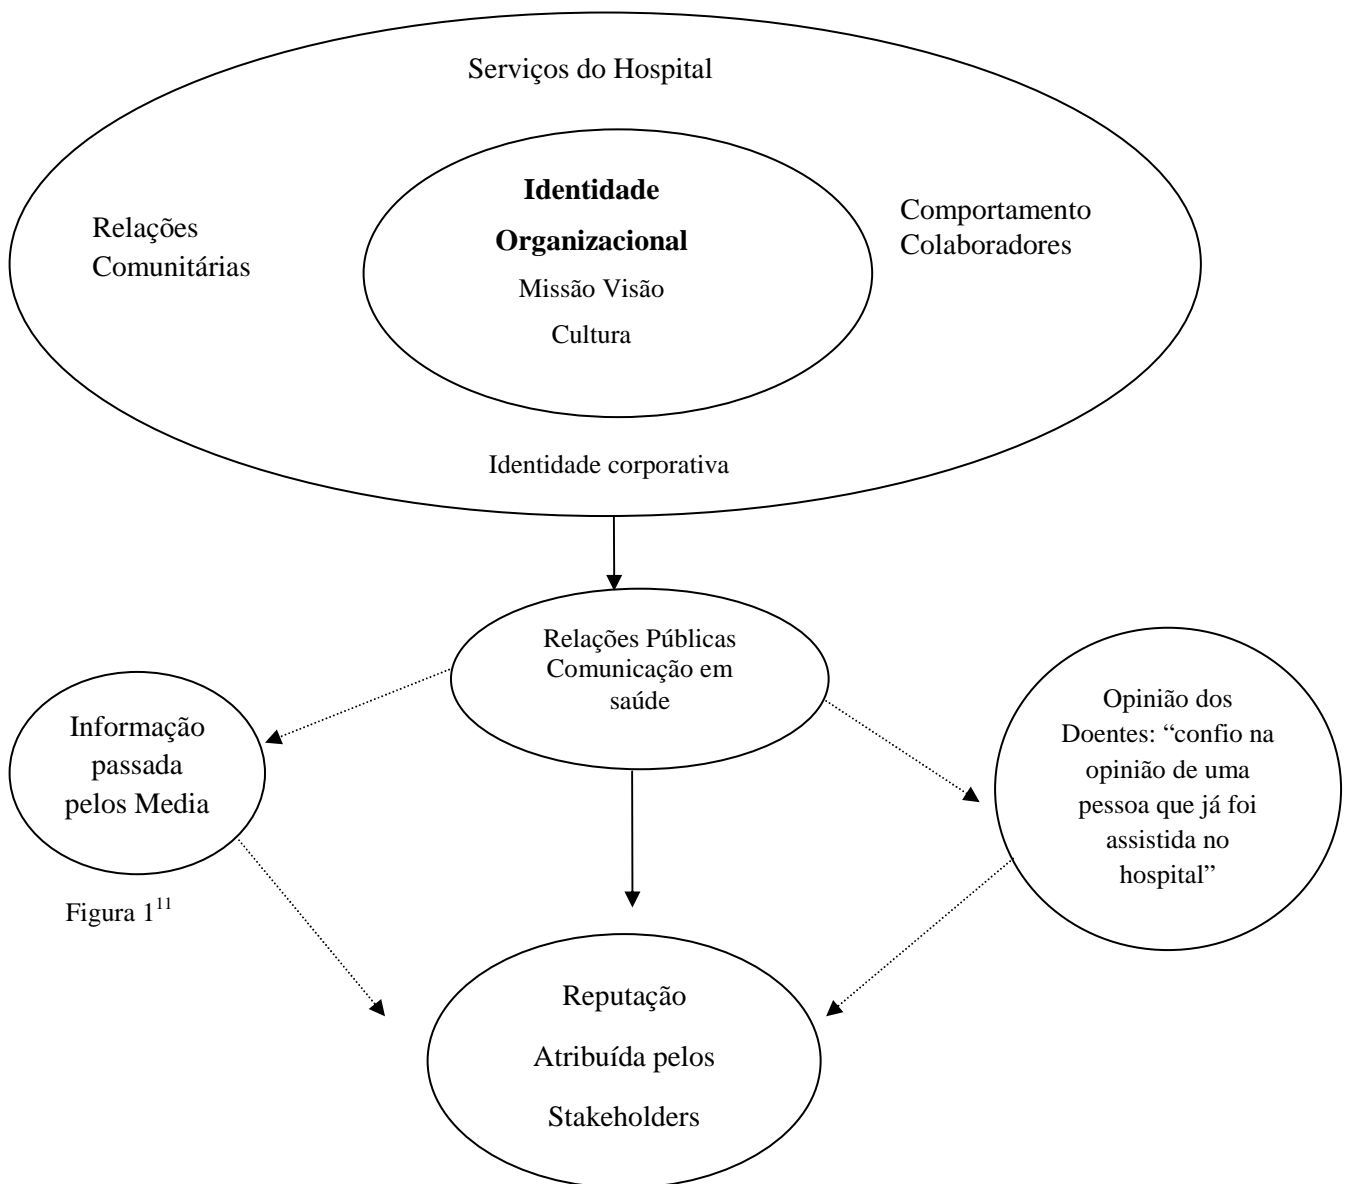 Serviços do Hospital
Identidade
Organizacional
Missão Visão
Cultura
Relações
Comunitárias
Comportamento
Colaboradores
Identidade corporativa
Relações Públicas
Comunicação em
saúde
Informação
passada
pelos Media
Opinião dos
Doentes: “confio na
opinião de uma
pessoa que já foi
assistida no
hospital”
Figura 1¹¹
Reputação
Atribuída pelos
Stakeholders